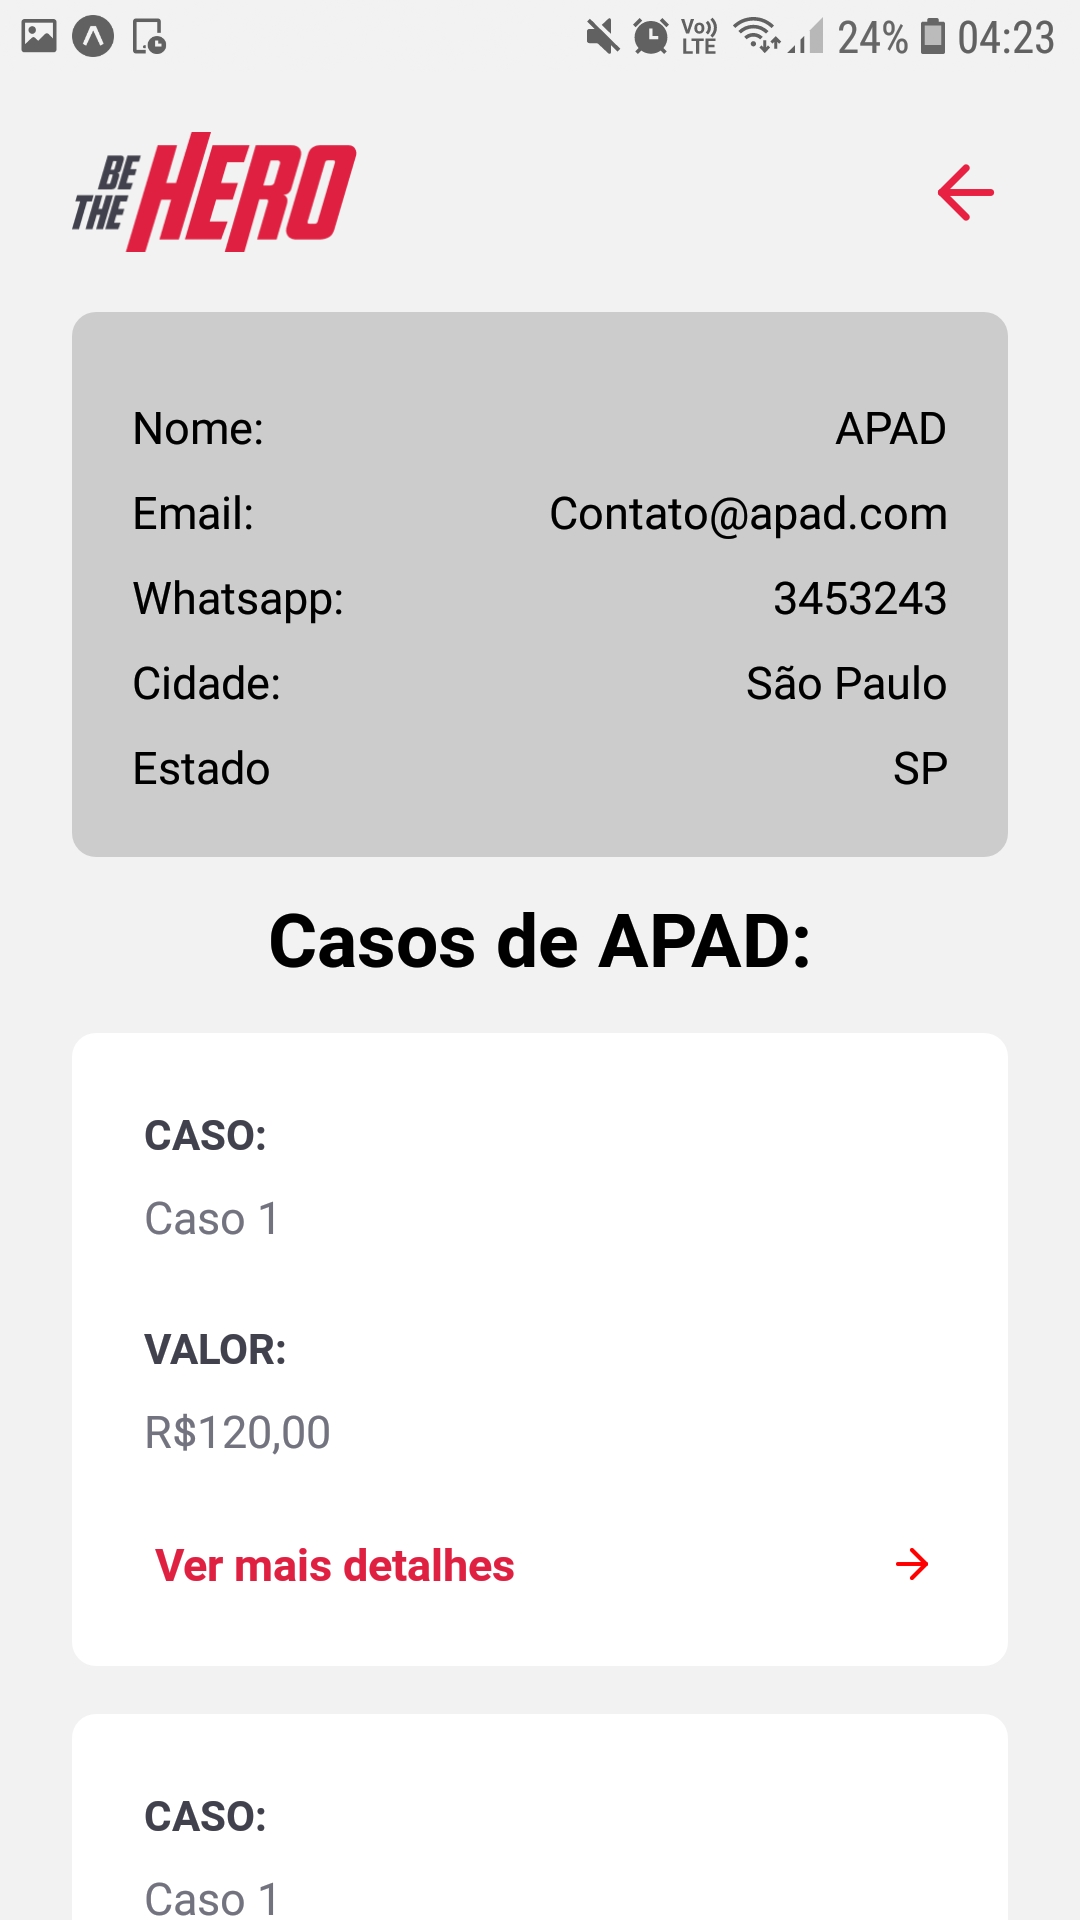 Vo)) LTE 24% 04:23
BE THE HERO
Nome: APAD
Email: Contato@apad.com
Whatsapp: 3453243
Cidade: São Paulo
Estado SP
Casos de APAD:
CASO:
Caso 1
VALOR:
R$120,00
Ver mais detalhes
CASO:
Caso 1